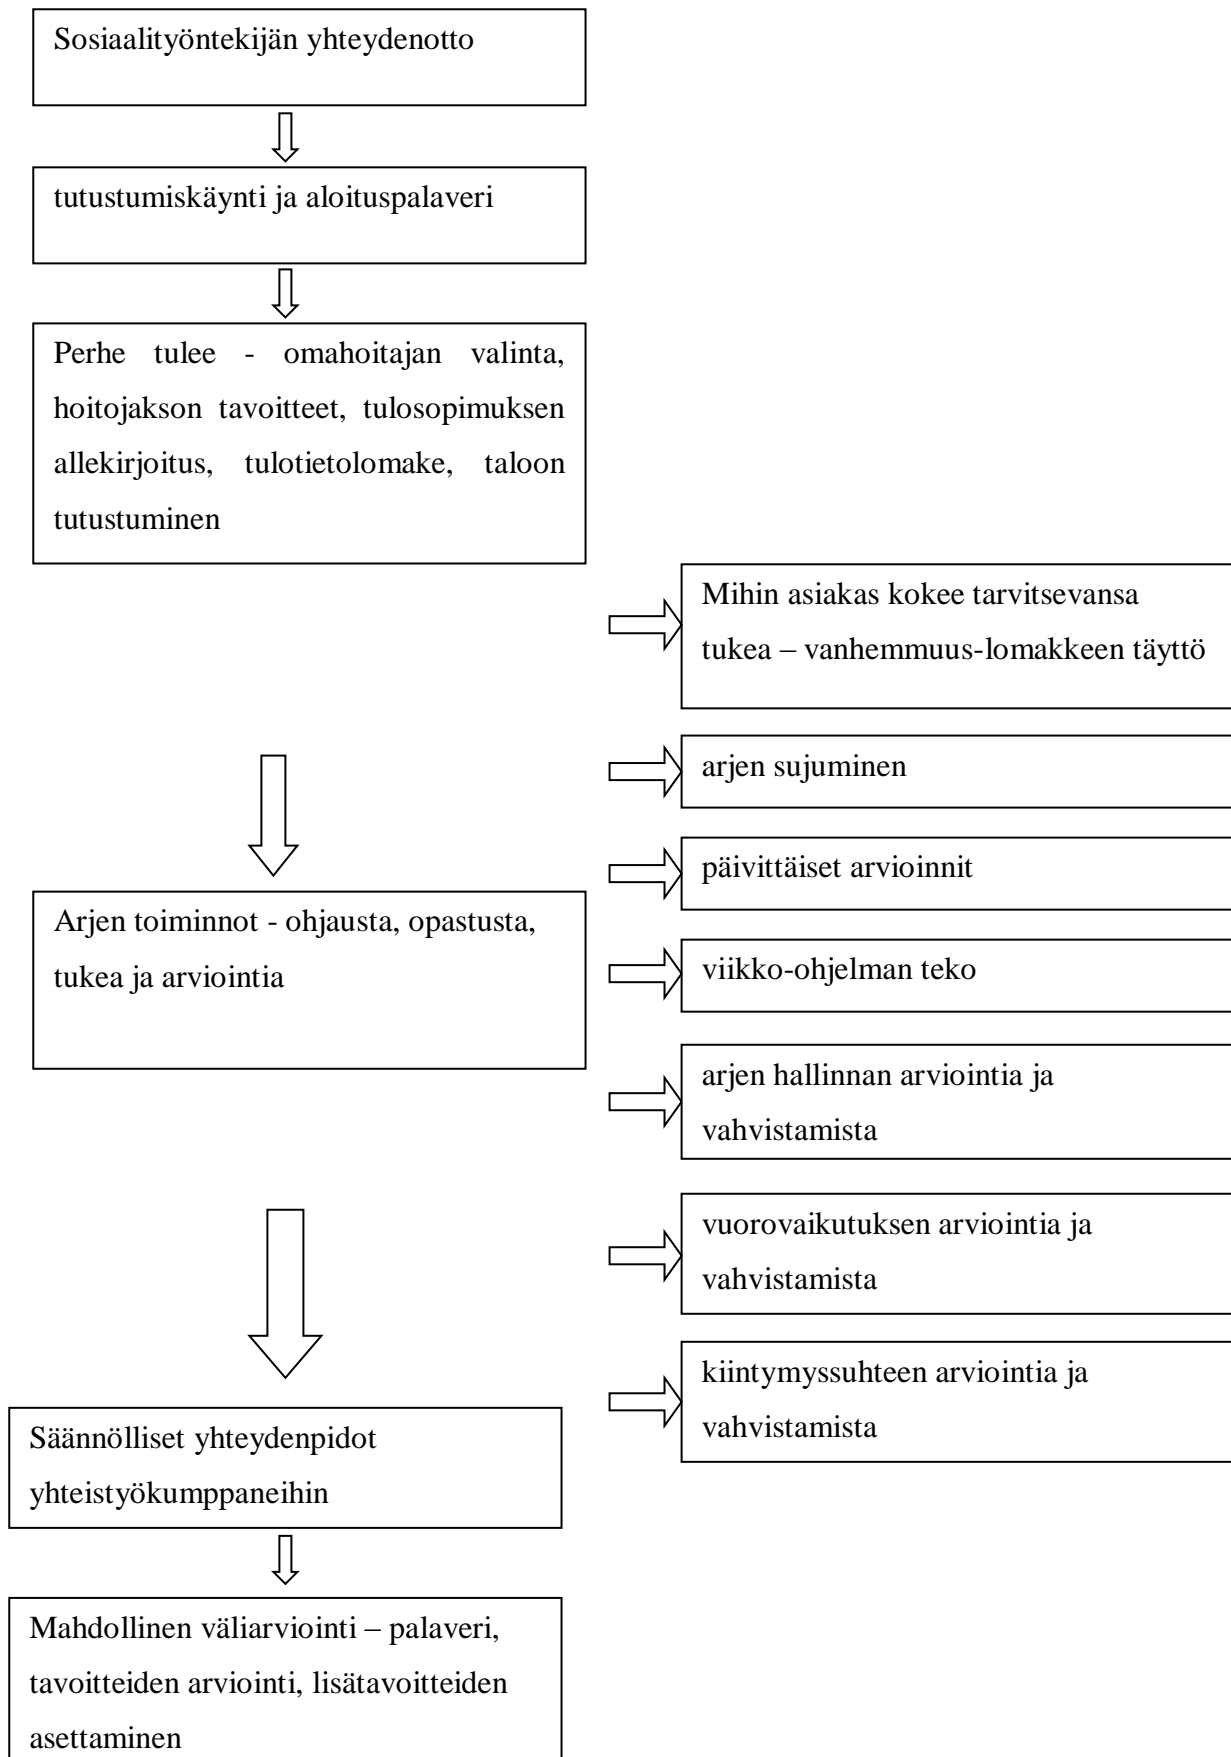 Sosiaalityöntekijän yhteydenotto
tutustumiskäynti ja aloituspalaveri
Perhe tulee - omahoitajan valinta,
hoitojakson tavoitteet, tulosopimuksen
allekirjoitus, tulotietolomake, taloon
tutustuminen
Mihin asiakas kokee tarvitsevansa
tukea – vanhemmuus-lomakkeen täyttö
arjen sujuminen
päivittäiset arvioinnit
Arjen toiminnot - ohjausta, opastusta,
tukea ja arviointia
viikko-ohjelman teko
arjen hallinnan arviointia ja
vahvistamista
vuorovaikutuksen arviointia ja
vahvistamista
kiintymyssuhteen arviointia ja
vahvistamista
Säännölliset yhteydenpidot
yhteistyökumppaneihin
Mahdollinen väliarviointi – palaveri,
tavoitteiden arviointi, lisätavoitteiden
asettaminen